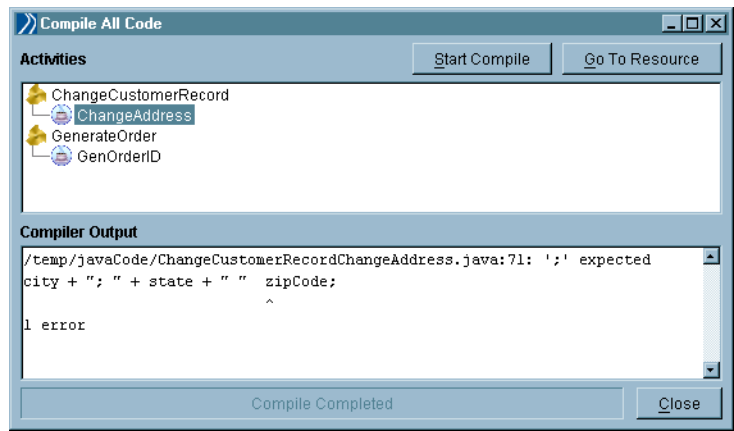 Compile All Code
Activities
Start Compile
Go To Resource
ChangeCustomerRecord
ChangeAddress
GenerateOrder
GenOrderID
Compiler Output
/temp/javaCode/ChangeCustomerRecordChangeAddress.java:71: ';' expected
city + "; " + state + " "  zipCode;
^
1 error
Compile Completed
Close